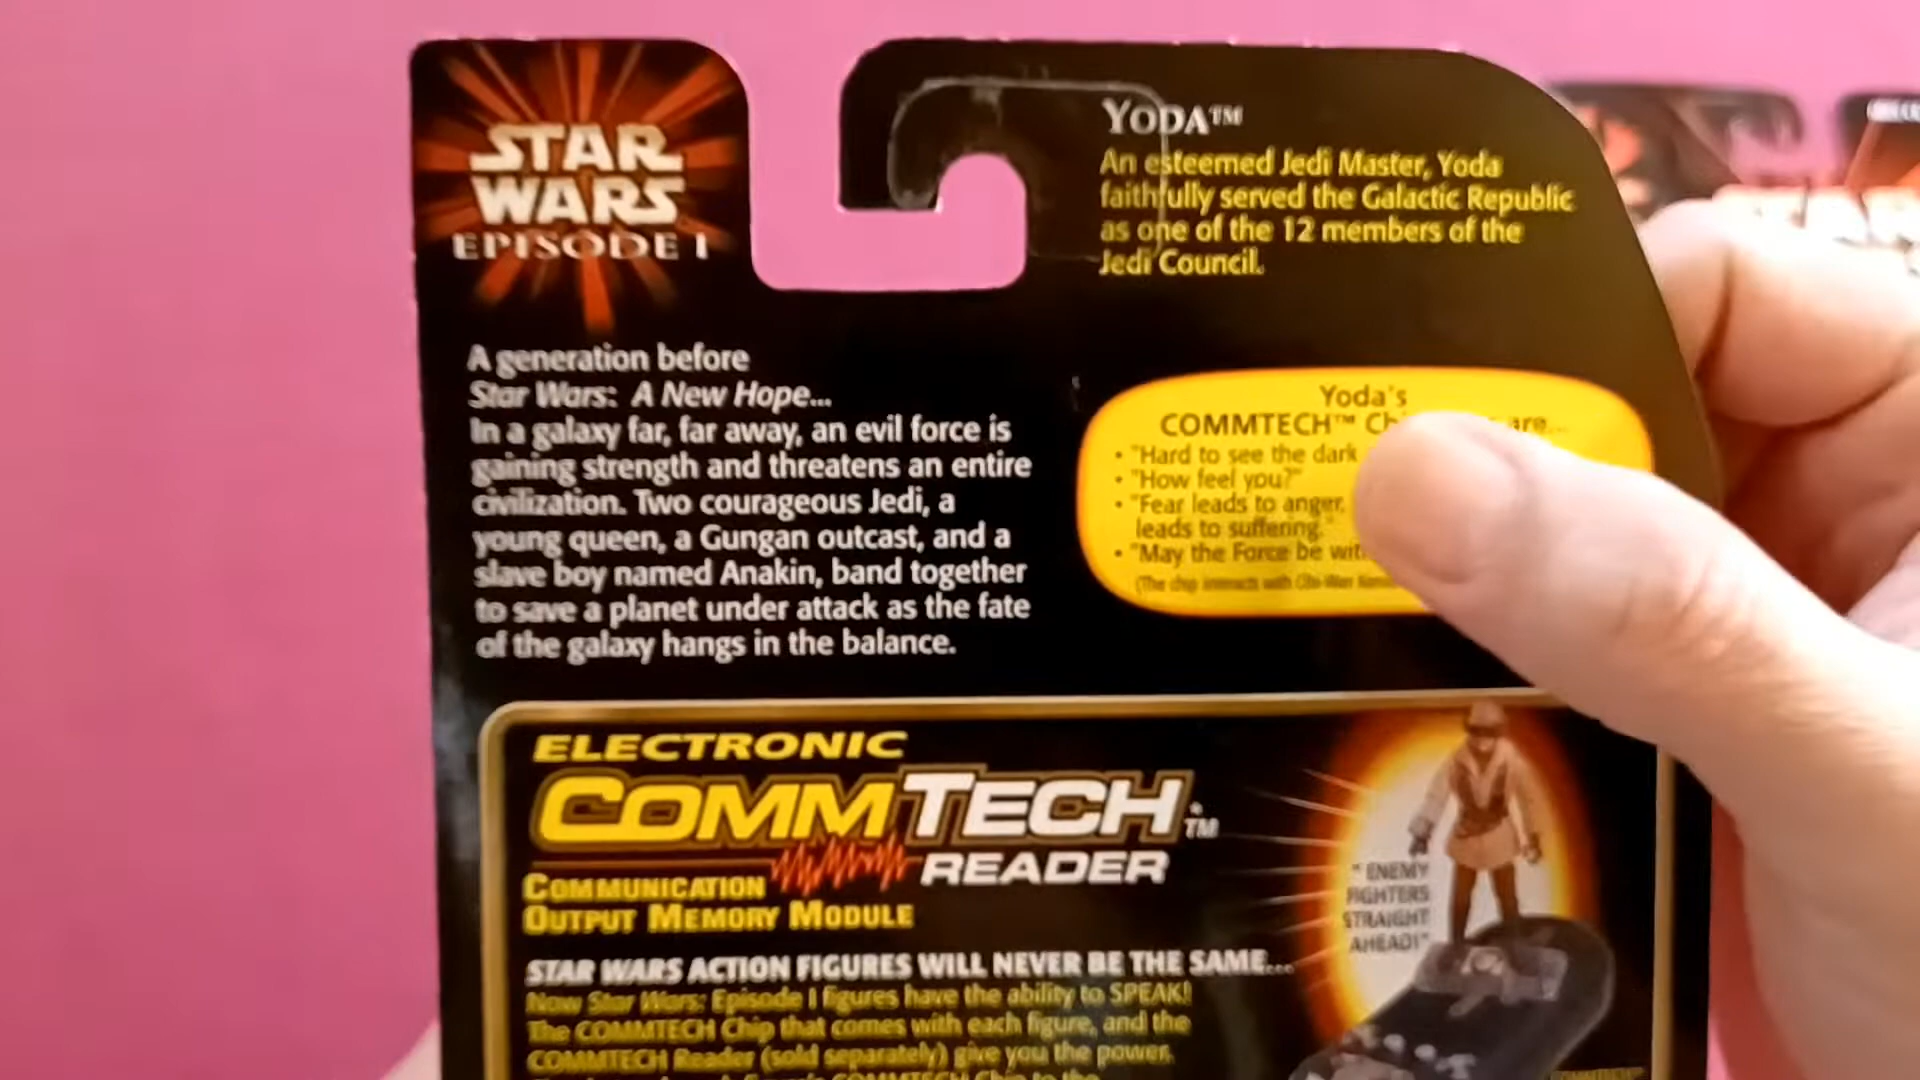 STAR
WARS
EPISODE I
YODA™
An esteemed Jedi Master, Yoda
faithfully served the Galactic Republic
as one of the 12 members of the
Jedi Council.
A generation before
Star Wars: A New Hope...
In a galaxy far, far away, an evil force is
gaining strength and threatens an entire
civilization. Two courageous Jedi, a
young queen, a Gungan outcast, and a
slave boy named Anakin, band together
to save a planet under attack as the fate
of the galaxy hangs in the balance.
Yoda's
COMMTECH™ are...
• "Hard to see the dark
• "How feel you?"
• "Fear leads to anger,
leads to suffering."
• "May the Force be
(The chip interacts with Obi-Wan
ELECTRONIC
COMMTECH™
READER
COMMUNICATION
OUTPUT MEMORY MODULE
"ENEMY
FIGHTERS
STRAIGHT
AHEAD!"
STAR WARS ACTION FIGURES WILL NEVER BE THE SAME...
Now Star Wars: Episode I figures have the ability to SPEAK!
The COMMTECH Chip that comes with each figure, and the
COMMTECH Reader (sold separately) give you the power.